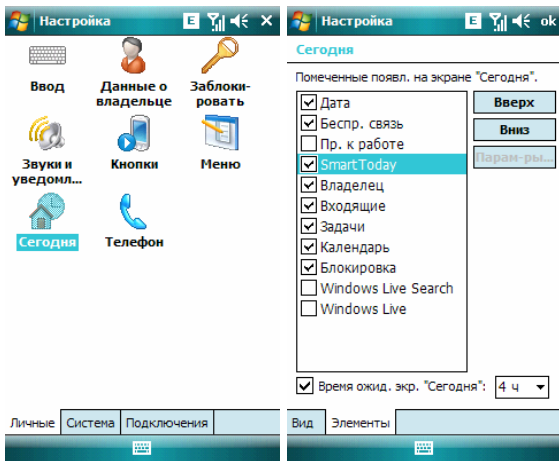 Настройка
E
Ввод
Данные о владельце
Заблоки-
ровать
Звуки и уведомл...
Кнопки
Меню
Сегодня
Телефон
Личные Система Подключения
Настройка
E
ok
Сегодня
Помеченные появл. на экране "Сегодня".
Дата
Беспр. связь
Пр. к работе
SmartToday
Владелец
Входящие
Задачи
Календарь
Блокировка
Windows Live Search
Windows Live
Вверх
Вниз
Парам-ры...
Время ожид. экр. "Сегодня": 4 ч
Вид Элементы